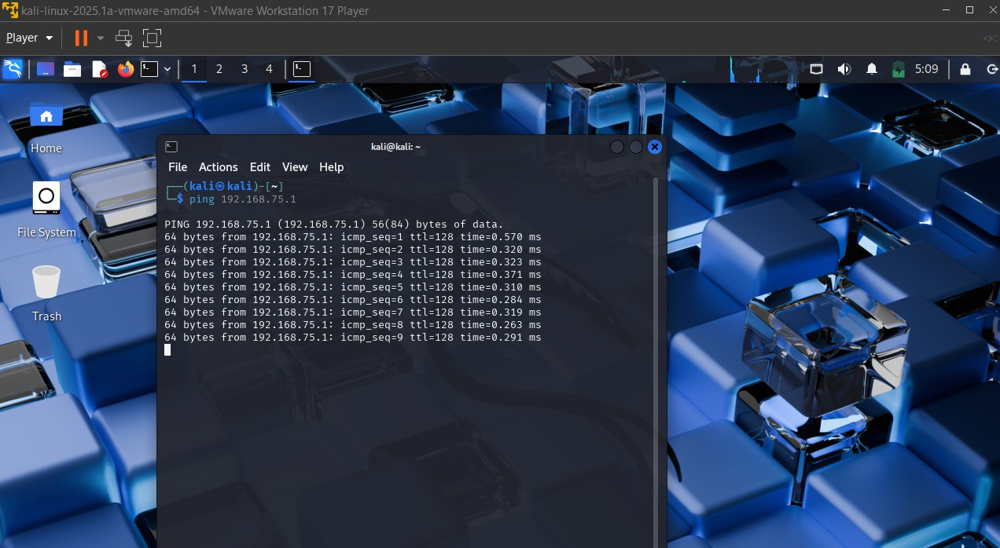 kali-linux-2025.1a-vmware-amd64 - VMware Workstation 17 Player
Player
1 2 3 4 5:09
Home
File System
Trash
kali@kali: ~
File Actions Edit View Help
┌──(kali㉿kali)-[~]
└─$ ping 192.168.75.1
PING 192.168.75.1 (192.168.75.1) 56(84) bytes of data.
64 bytes from 192.168.75.1: icmp_seq=1 ttl=128 time=0.570 ms
64 bytes from 192.168.75.1: icmp_seq=2 ttl=128 time=0.320 ms
64 bytes from 192.168.75.1: icmp_seq=3 ttl=128 time=0.323 ms
64 bytes from 192.168.75.1: icmp_seq=4 ttl=128 time=0.371 ms
64 bytes from 192.168.75.1: icmp_seq=5 ttl=128 time=0.310 ms
64 bytes from 192.168.75.1: icmp_seq=6 ttl=128 time=0.284 ms
64 bytes from 192.168.75.1: icmp_seq=7 ttl=128 time=0.319 ms
64 bytes from 192.168.75.1: icmp_seq=8 ttl=128 time=0.263 ms
64 bytes from 192.168.75.1: icmp_seq=9 ttl=128 time=0.291 ms